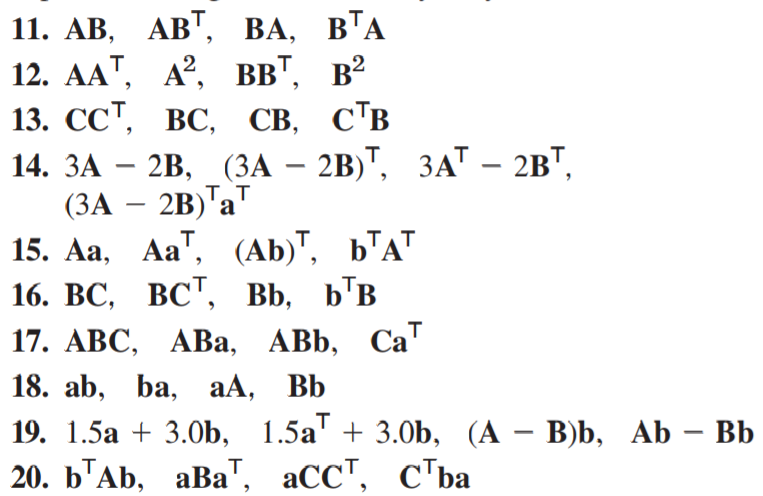 11. AB, ABᵀ, BA, BᵀA
12. AAᵀ, A², BBᵀ, B²
13. CCᵀ, BC, CB, CᵀB
14. 3A − 2B, (3A − 2B)ᵀ, 3Aᵀ − 2Bᵀ,
(3A − 2B)ᵀaᵀ
15. Aa, Aaᵀ, (Ab)ᵀ, bᵀAᵀ
16. BC, BCᵀ, Bb, bᵀB
17. ABC, ABa, ABb, Caᵀ
18. ab, ba, aA, Bb
19. 1.5a + 3.0b, 1.5aᵀ + 3.0b, (A − B)b, Ab − Bb
20. bᵀAb, aBaᵀ, aCCᵀ, Cᵀba